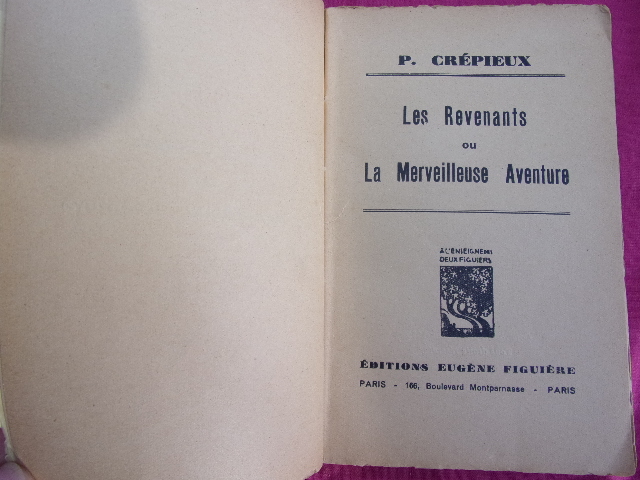 P. CRÉPIEUX
Les Revenants
ou
La Merveilleuse Aventure
A L'ENSEIGNE DES
DEUX FIGUIERS
ÉDITIONS EUGÈNE FIGUIÈRE
PARIS - 166, Boulevard Montparnasse - PARIS